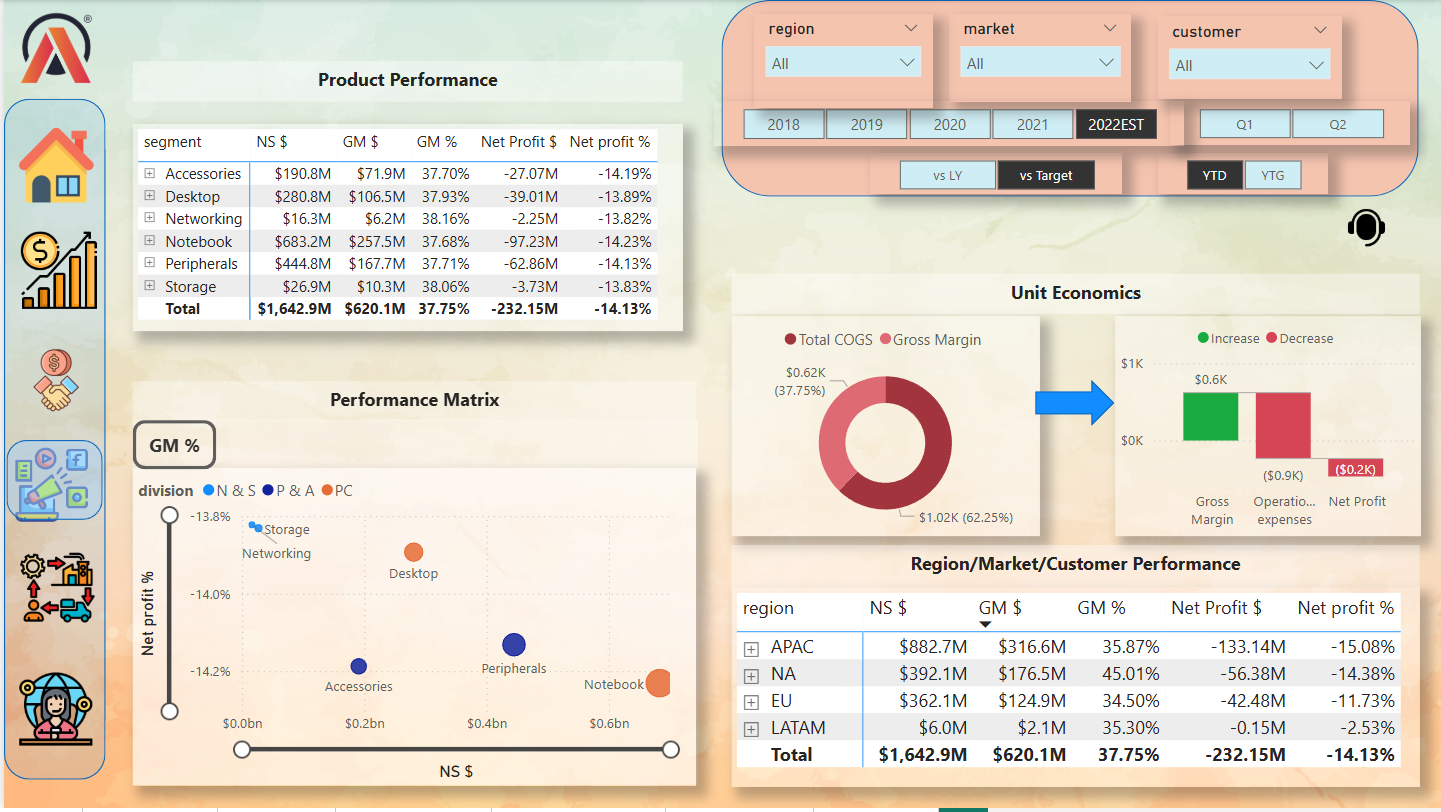 ®
region
market
customer
All
All
All
2018 2019 2020 2021 2022EST Q1 Q2
vs LY vs Target YTD YTG
Product Performance
segment NS $ GM $ GM % Net Profit $ Net profit %
Accessories $190.8M $71.9M 37.70% -27.07M -14.19%
Desktop $280.8M $106.5M 37.93% -39.01M -13.89%
Networking $16.3M $6.2M 38.16% -2.25M -13.82%
Notebook $683.2M $257.5M 37.68% -97.23M -14.23%
Peripherals $444.8M $167.7M 37.71% -62.86M -14.13%
Storage $26.9M $10.3M 38.06% -3.73M -13.83%
Total $1,642.9M $620.1M 37.75% -232.15M -14.13%
Performance Matrix
GM %
division N & S P & A PC
Net profit %
-13.8%
-14.0%
-14.2%
Storage
Networking
Desktop
Peripherals
Accessories
Notebook
$0.0bn $0.2bn $0.4bn $0.6bn
NS $
Unit Economics
Total COGS Gross Margin
$0.62K
(37.75%)
$1.02K (62.25%)
Increase Decrease
$1K
$0K
$0.6K
($0.9K)
($0.2K)
Gross
Margin
Operatio...
expenses
Net Profit
Region/Market/Customer Performance
region NS $ GM $ GM % Net Profit $ Net profit %
APAC $882.7M $316.6M 35.87% -133.14M -15.08%
NA $392.1M $176.5M 45.01% -56.38M -14.38%
EU $362.1M $124.9M 34.50% -42.48M -11.73%
LATAM $6.0M $2.1M 35.30% -0.15M -2.53%
Total $1,642.9M $620.1M 37.75% -232.15M -14.13%